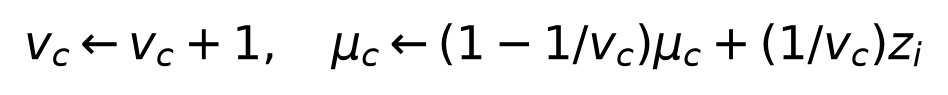 v_c ← v_c + 1, μ_c ← (1 − 1/v_c)μ_c + (1/v_c)z_i